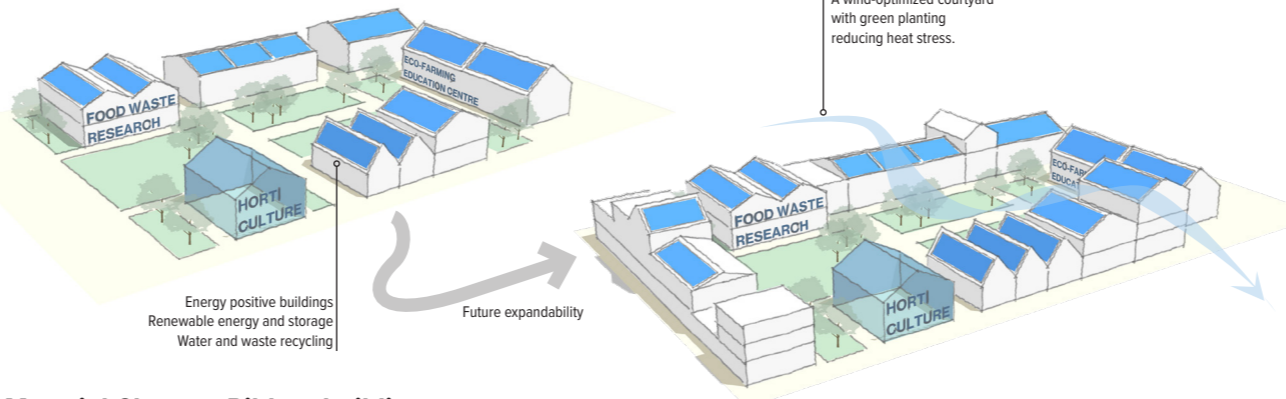 A wind-optimized courtyard
with green planting
reducing heat stress.
ECO-FARMING
EDUCATION CENTRE
FOOD WASTE
RESEARCH
HORTI
CULTURE
Energy positive buildings
Renewable energy and storage
Water and waste recycling
Future expandability
FOOD WASTE
RESEARCH
HORTI
CULTURE